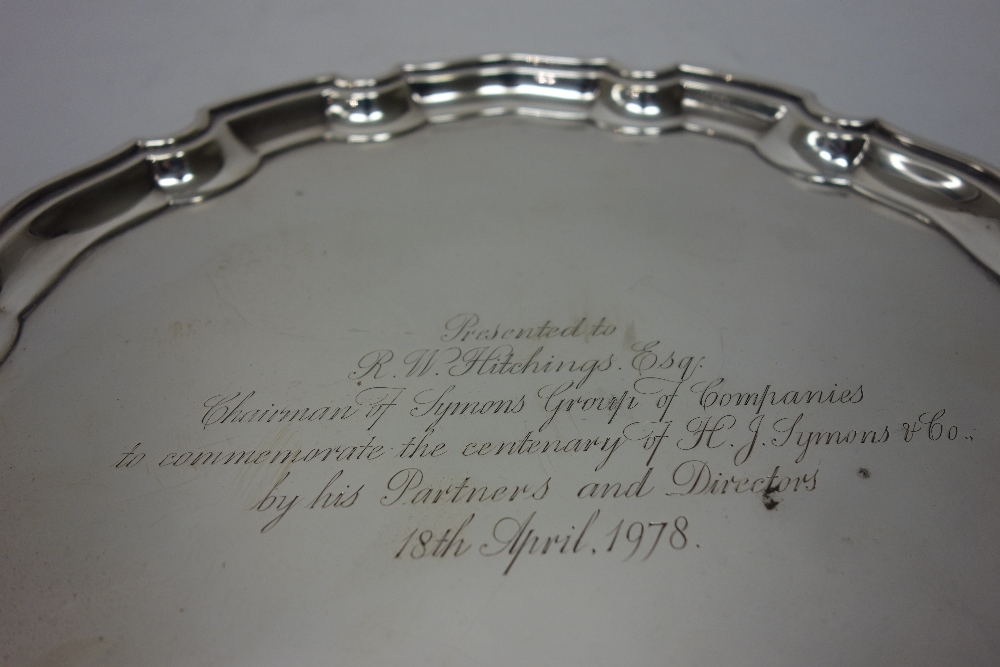 Presented to
R. W. Hitchings. Esq.
Chairman of Symons Group of Companies
to commemorate the centenary of H. J. Symons & Co.,
by his Partners and Directors
18th April, 1978.